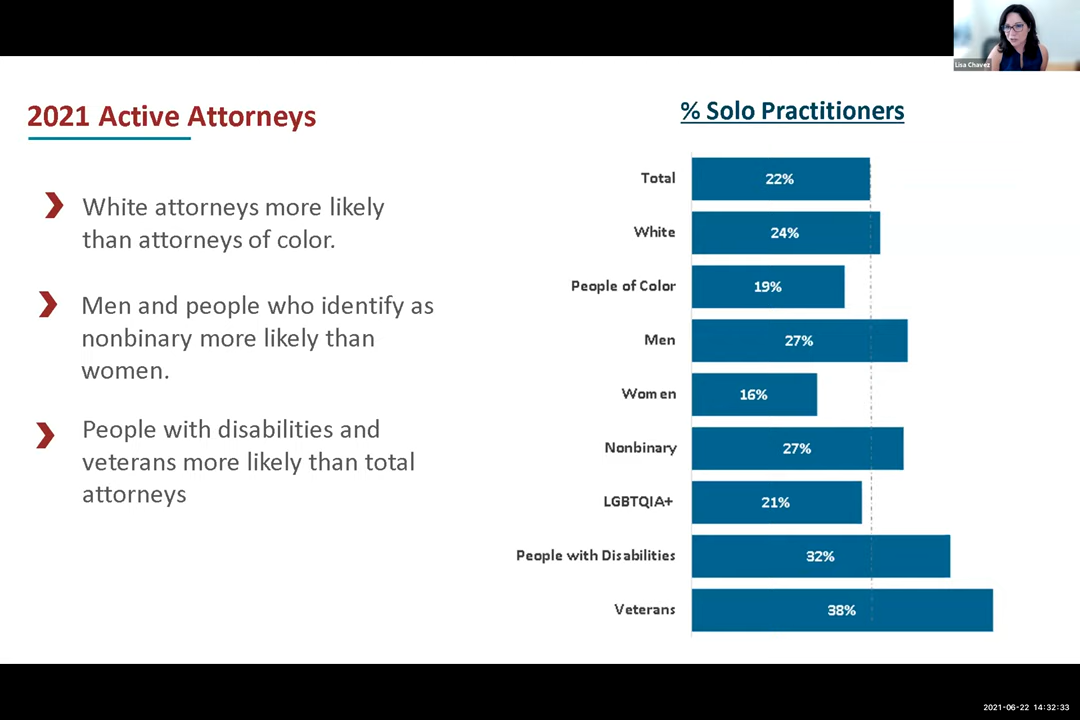 Lisa Chavez
2021 Active Attorneys
White attorneys more likely
than attorneys of color.
Men and people who identify as
nonbinary more likely than
women.
People with disabilities and
veterans more likely than total
attorneys
% Solo Practitioners
Total 22%
White 24%
People of Color 19%
Men 27%
Women 16%
Nonbinary 27%
LGBTQIA+ 21%
People with Disabilities 32%
Veterans 38%
2021-06-22 14:32:33